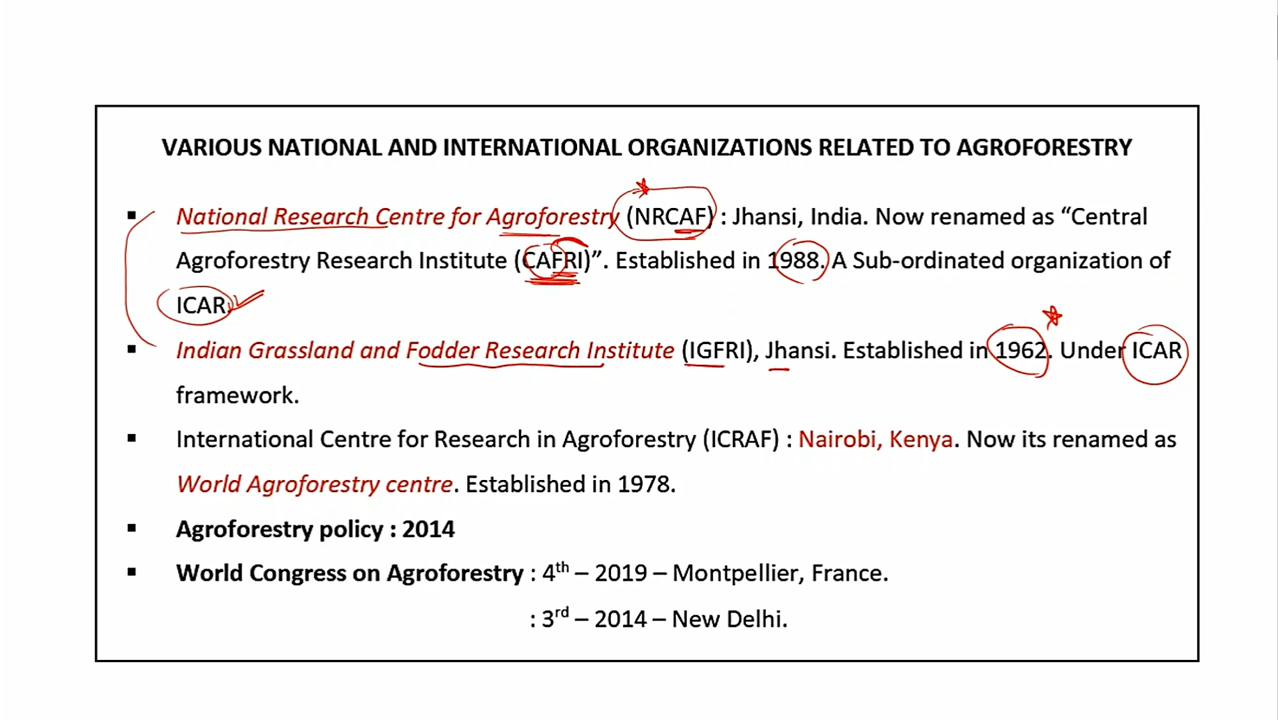 VARIOUS NATIONAL AND INTERNATIONAL ORGANIZATIONS RELATED TO AGROFORESTRY
▪ National Research Centre for Agroforestry (NRCAF) : Jhansi, India. Now renamed as “Central
Agroforestry Research Institute (CAFRI)”. Established in 1988. A Sub-ordinated organization of
ICAR.
▪ Indian Grassland and Fodder Research Institute (IGFRI), Jhansi. Established in 1962. Under ICAR
framework.
▪ International Centre for Research in Agroforestry (ICRAF) : Nairobi, Kenya. Now its renamed as
World Agroforestry centre. Established in 1978.
▪ Agroforestry policy : 2014
▪ World Congress on Agroforestry : 4th – 2019 – Montpellier, France.
: 3rd – 2014 – New Delhi.